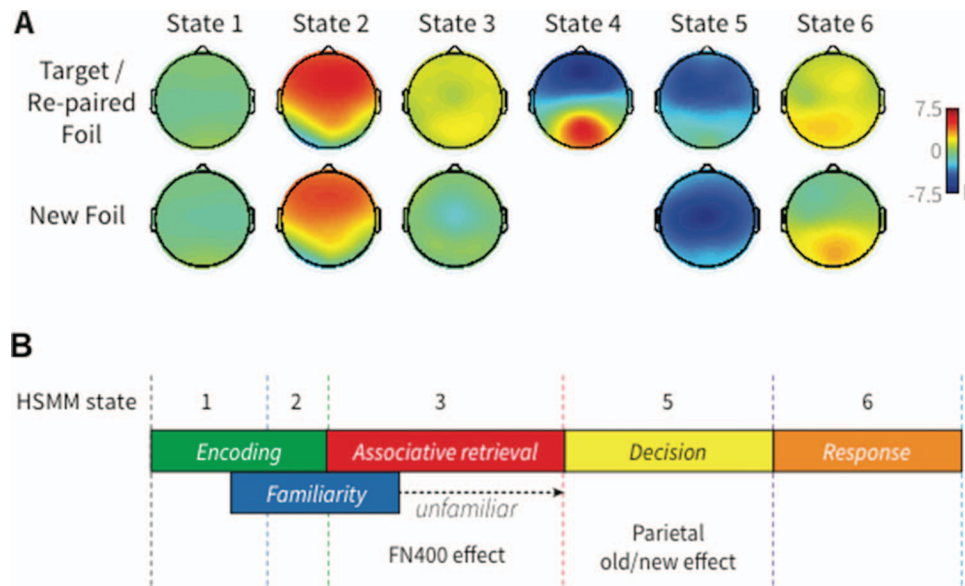 A
State 1 State 2 State 3 State 4 State 5 State 6
Target /
Re-paired
Foil
7.5
0
-7.5
New Foil
B
HSMM state 1 2 3 5 6
Encoding Associative retrieval Decision Response
Familiarity
unfamiliar
FN400 effect
Parietal
old/new effect